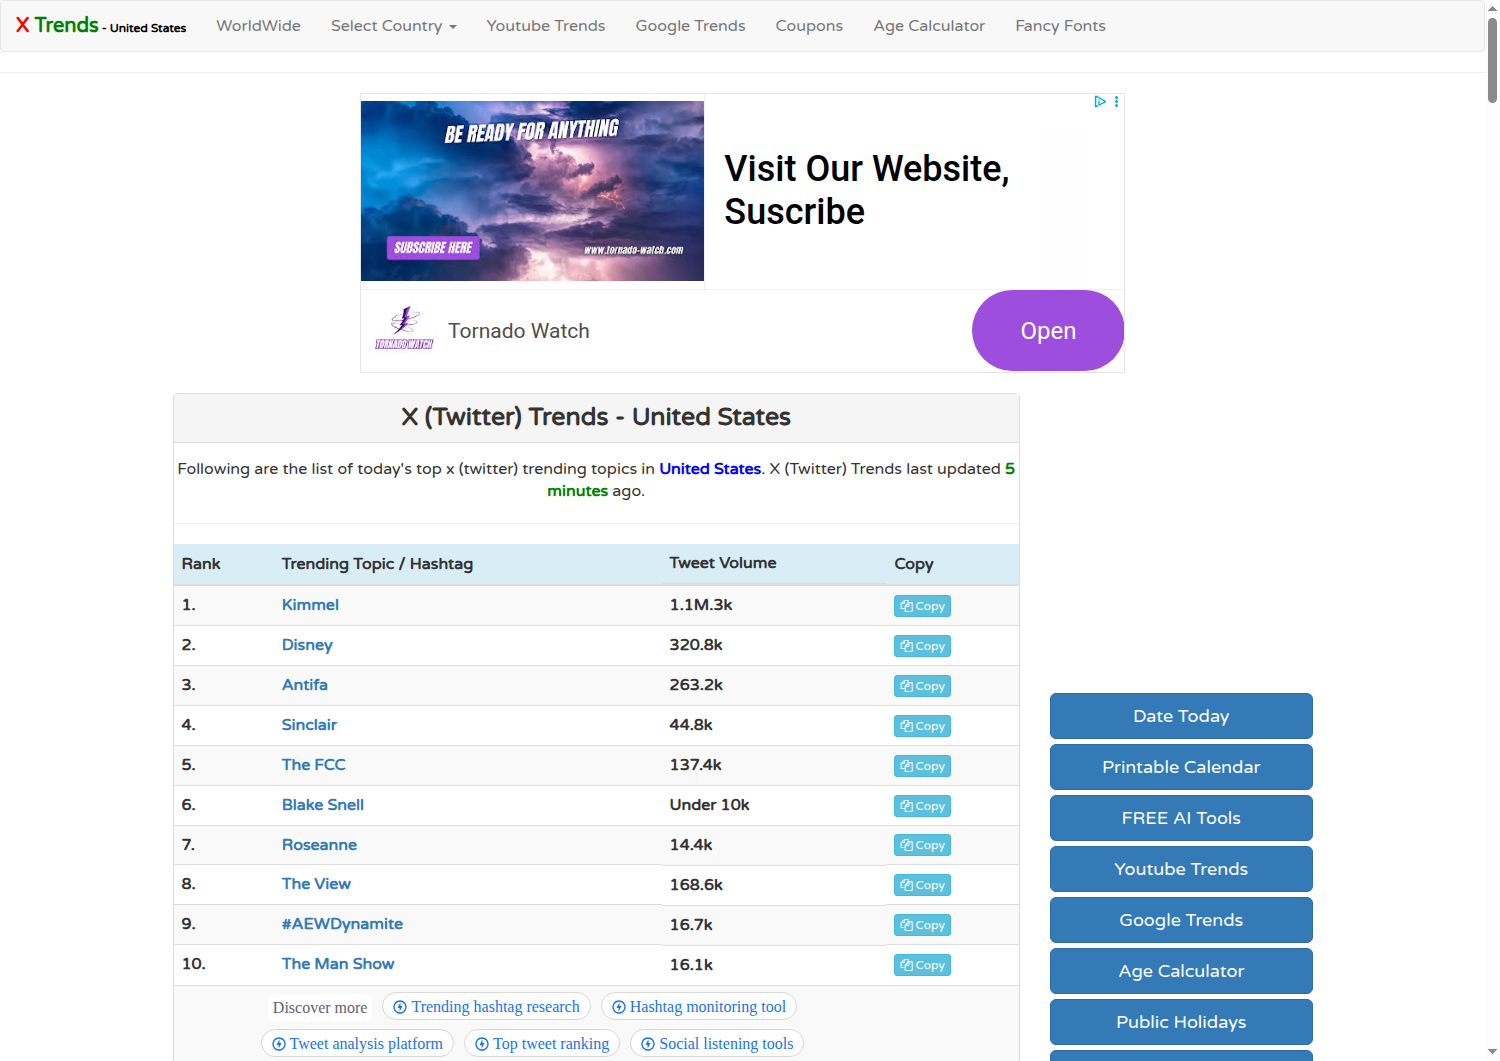 X Trends - United States WorldWide Select Country Youtube Trends Google Trends Coupons Age Calculator Fancy Fonts
BE READY FOR ANYTHING
SUBSCRIBE HERE www.tornado-watch.com
Visit Our Website,
Suscribe
TORNADO WATCH
Tornado Watch
Open
X (Twitter) Trends - United States
Following are the list of today's top x (twitter) trending topics in United States. X (Twitter) Trends last updated 5
minutes ago.
Rank Trending Topic / Hashtag Tweet Volume Copy
1. Kimmel 1.1M.3k Copy
2. Disney 320.8k Copy
3. Antifa 263.2k Copy
4. Sinclair 44.8k Copy
5. The FCC 137.4k Copy
6. Blake Snell Under 10k Copy
7. Roseanne 14.4k Copy
8. The View 168.6k Copy
9. #AEWDynamite 16.7k Copy
10. The Man Show 16.1k Copy
Discover more Trending hashtag research Hashtag monitoring tool
Tweet analysis platform Top tweet ranking Social listening tools
Date Today
Printable Calendar
FREE AI Tools
Youtube Trends
Google Trends
Age Calculator
Public Holidays